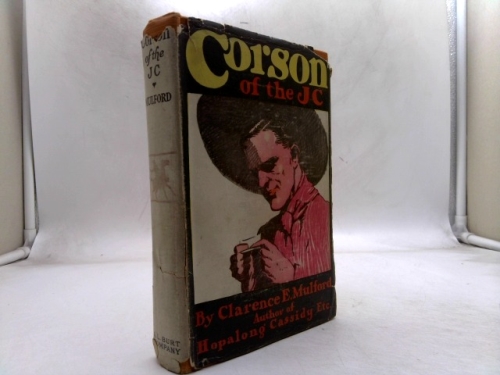 Corson
of the JC
By Clarence E. Mulford
Author of
Hopalong Cassidy Etc.
of the
JC
MULFORD
BURT
COMPANY